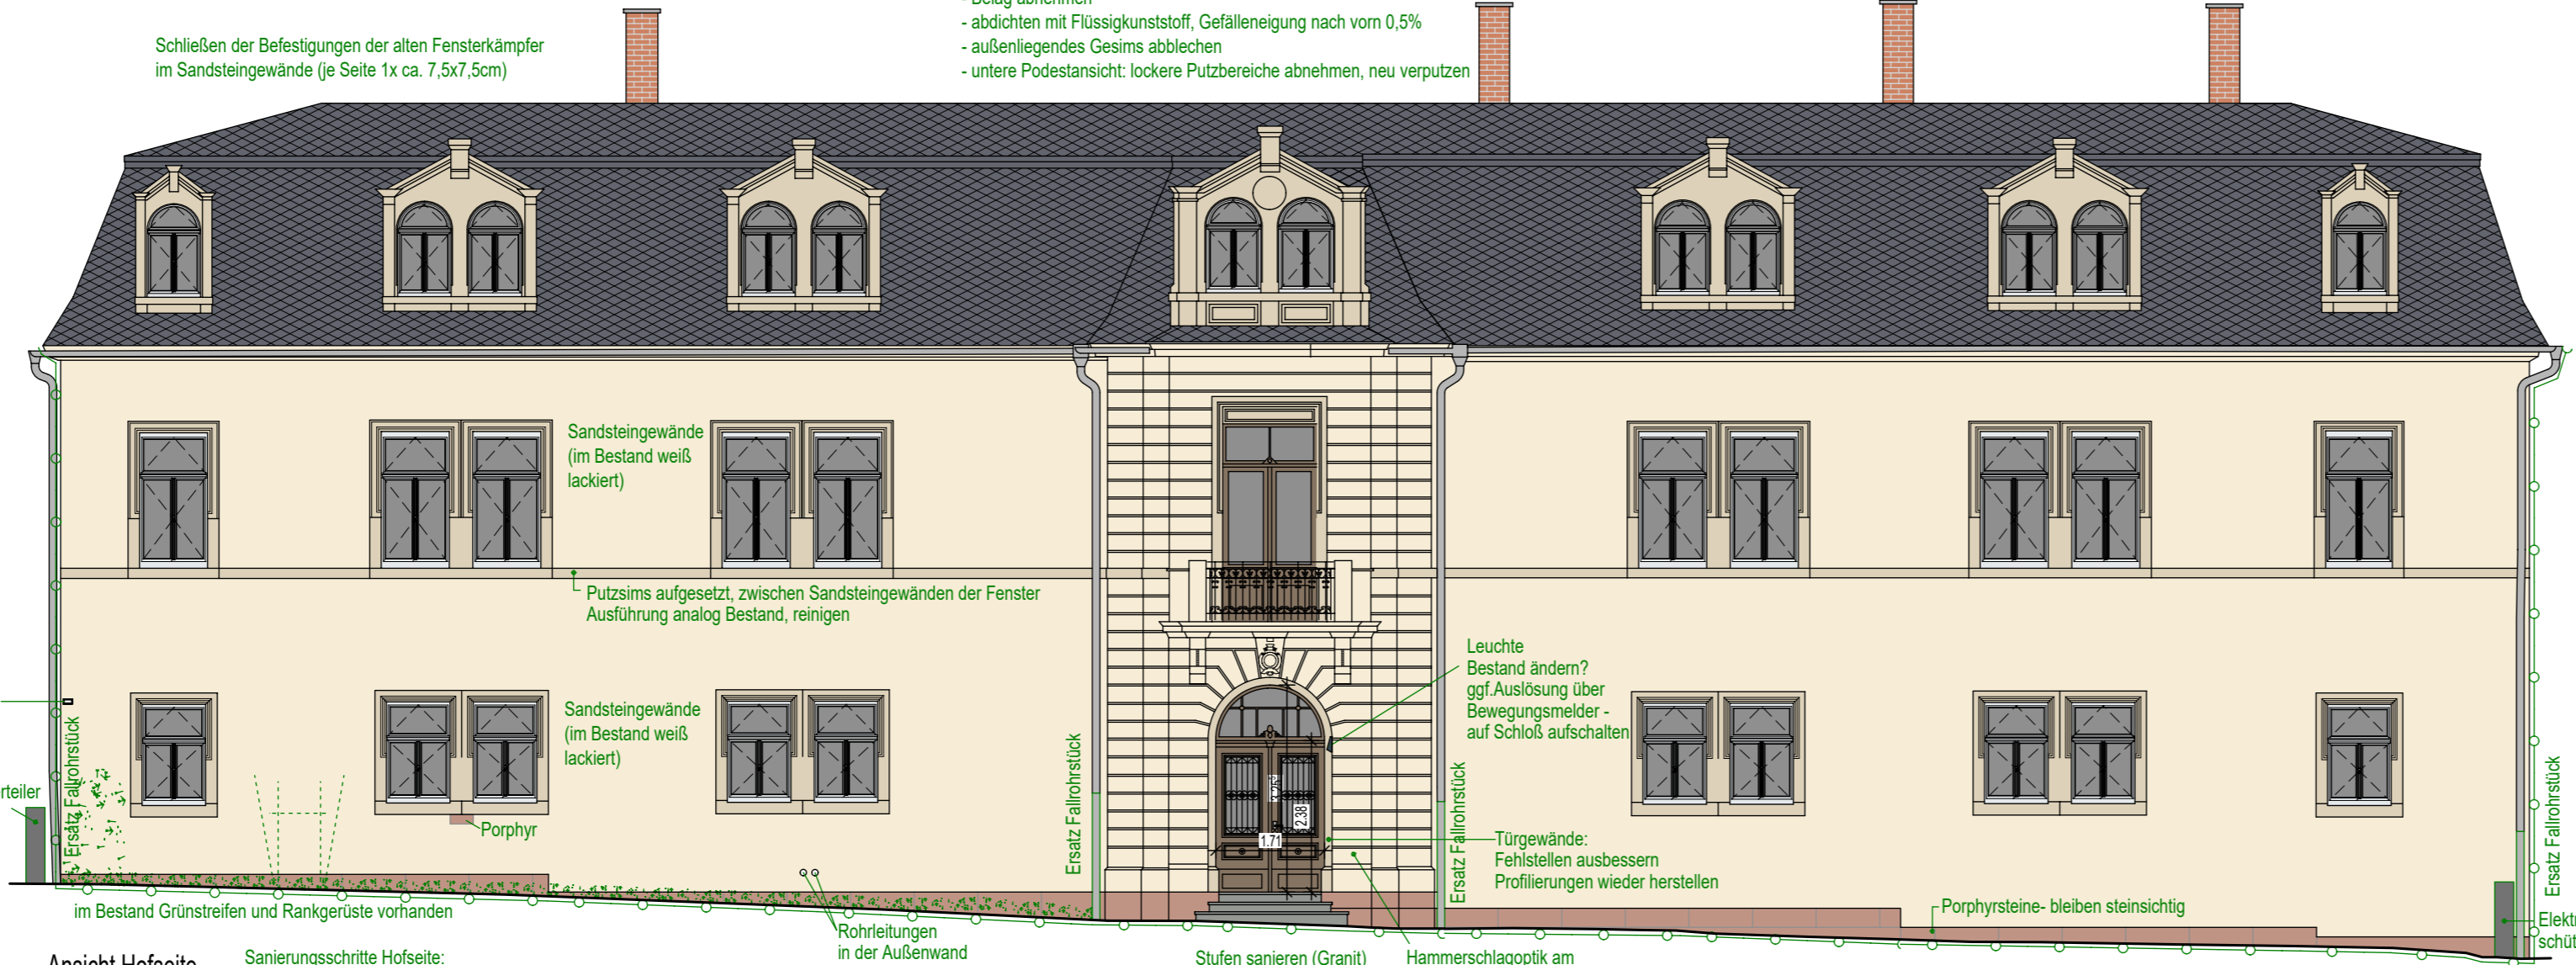 - Belag abnehmen
- abdichten mit Flüssigkunststoff, Gefälleneigung nach vorn 0,5%
- außenliegendes Gesims abblechen
- untere Podestansicht: lockere Putzbereiche abnehmen, neu verputzen
Schließen der Befestigungen der alten Fensterkämpfer
im Sandsteingewände (je Seite 1x ca. 7,5x7,5cm)
Sandsteingewände
(im Bestand weiß
lackiert)
Putzsims aufgesetzt, zwischen Sandsteingewänden der Fenster
Ausführung analog Bestand, reinigen
Sandsteingewände
(im Bestand weiß
lackiert)
Leuchte
Bestand ändern?
ggf.Auslösung über
Bewegungsmelder -
auf Schloß aufschalten
Ersatz Fallrohrstück
Ersatz Fallrohrstück
Ersatz Fallrohrstück
Ersatz Fallrohrstück
rteiler
Porphyr
2.38
1.71
Türgewände:
Fehlstellen ausbessern
Profilierungen wieder herstellen
im Bestand Grünstreifen und Rankgerüste vorhanden
Rohrleitungen
in der Außenwand
Porphyrsteine- bleiben steinsichtig
Elektr
schüt
Ansicht Hofseite
Sanierungsschritte Hofseite:
Stufen sanieren (Granit)
Hammerschlagoptik am